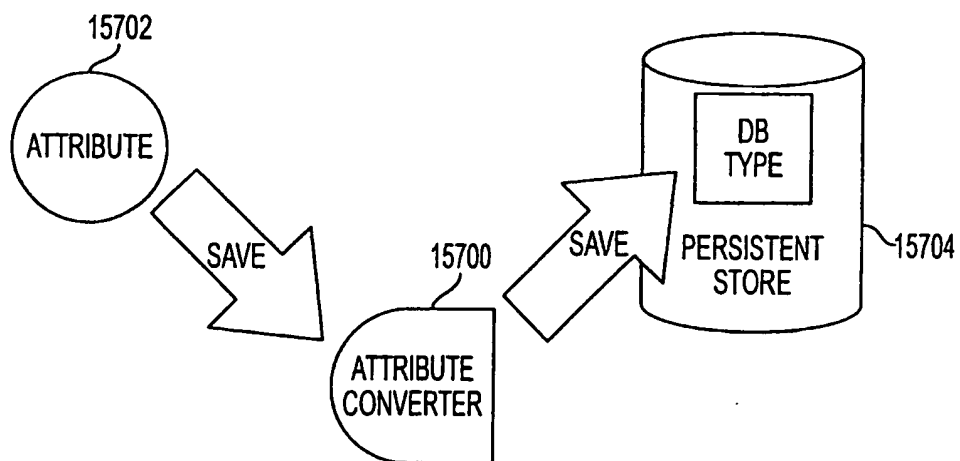 15702
ATTRIBUTE
SAVE
15700
ATTRIBUTE
CONVERTER
SAVE
DB
TYPE
PERSISTENT
STORE
15704